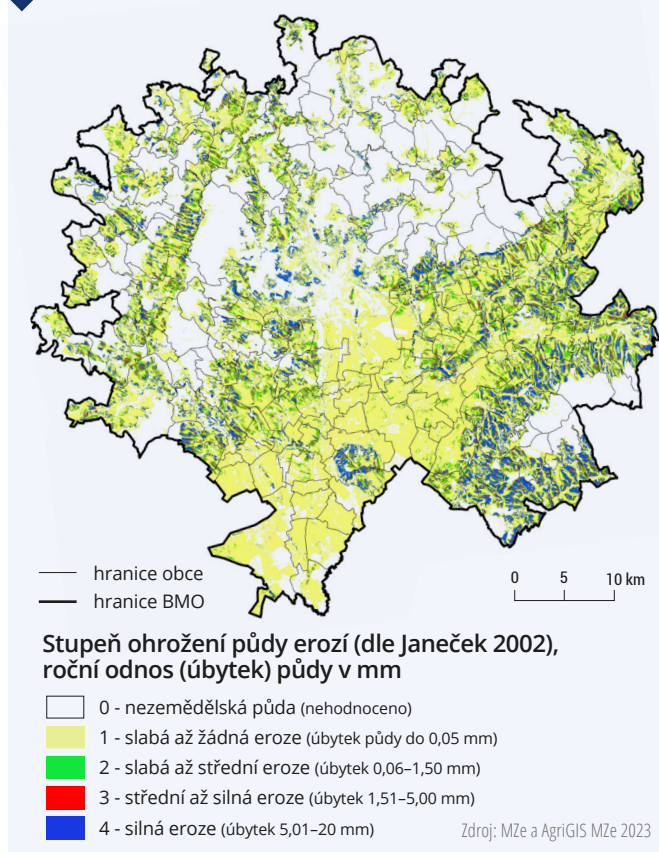 hranice obce
hranice BMO
0 5 10 km
Stupeň ohrožení půdy erozí (dle Janeček 2002),
roční odnos (úbytek) půdy v mm
0 - nezemědělská půda (nehodnoceno)
1 - slabá až žádná eroze (úbytek půdy do 0,05 mm)
2 - slabá až střední eroze (úbytek 0,06–1,50 mm)
3 - střední až silná eroze (úbytek 1,51–5,00 mm)
4 - silná eroze (úbytek 5,01–20 mm)
Zdroj: MZe a AgriGIS MZe 2023